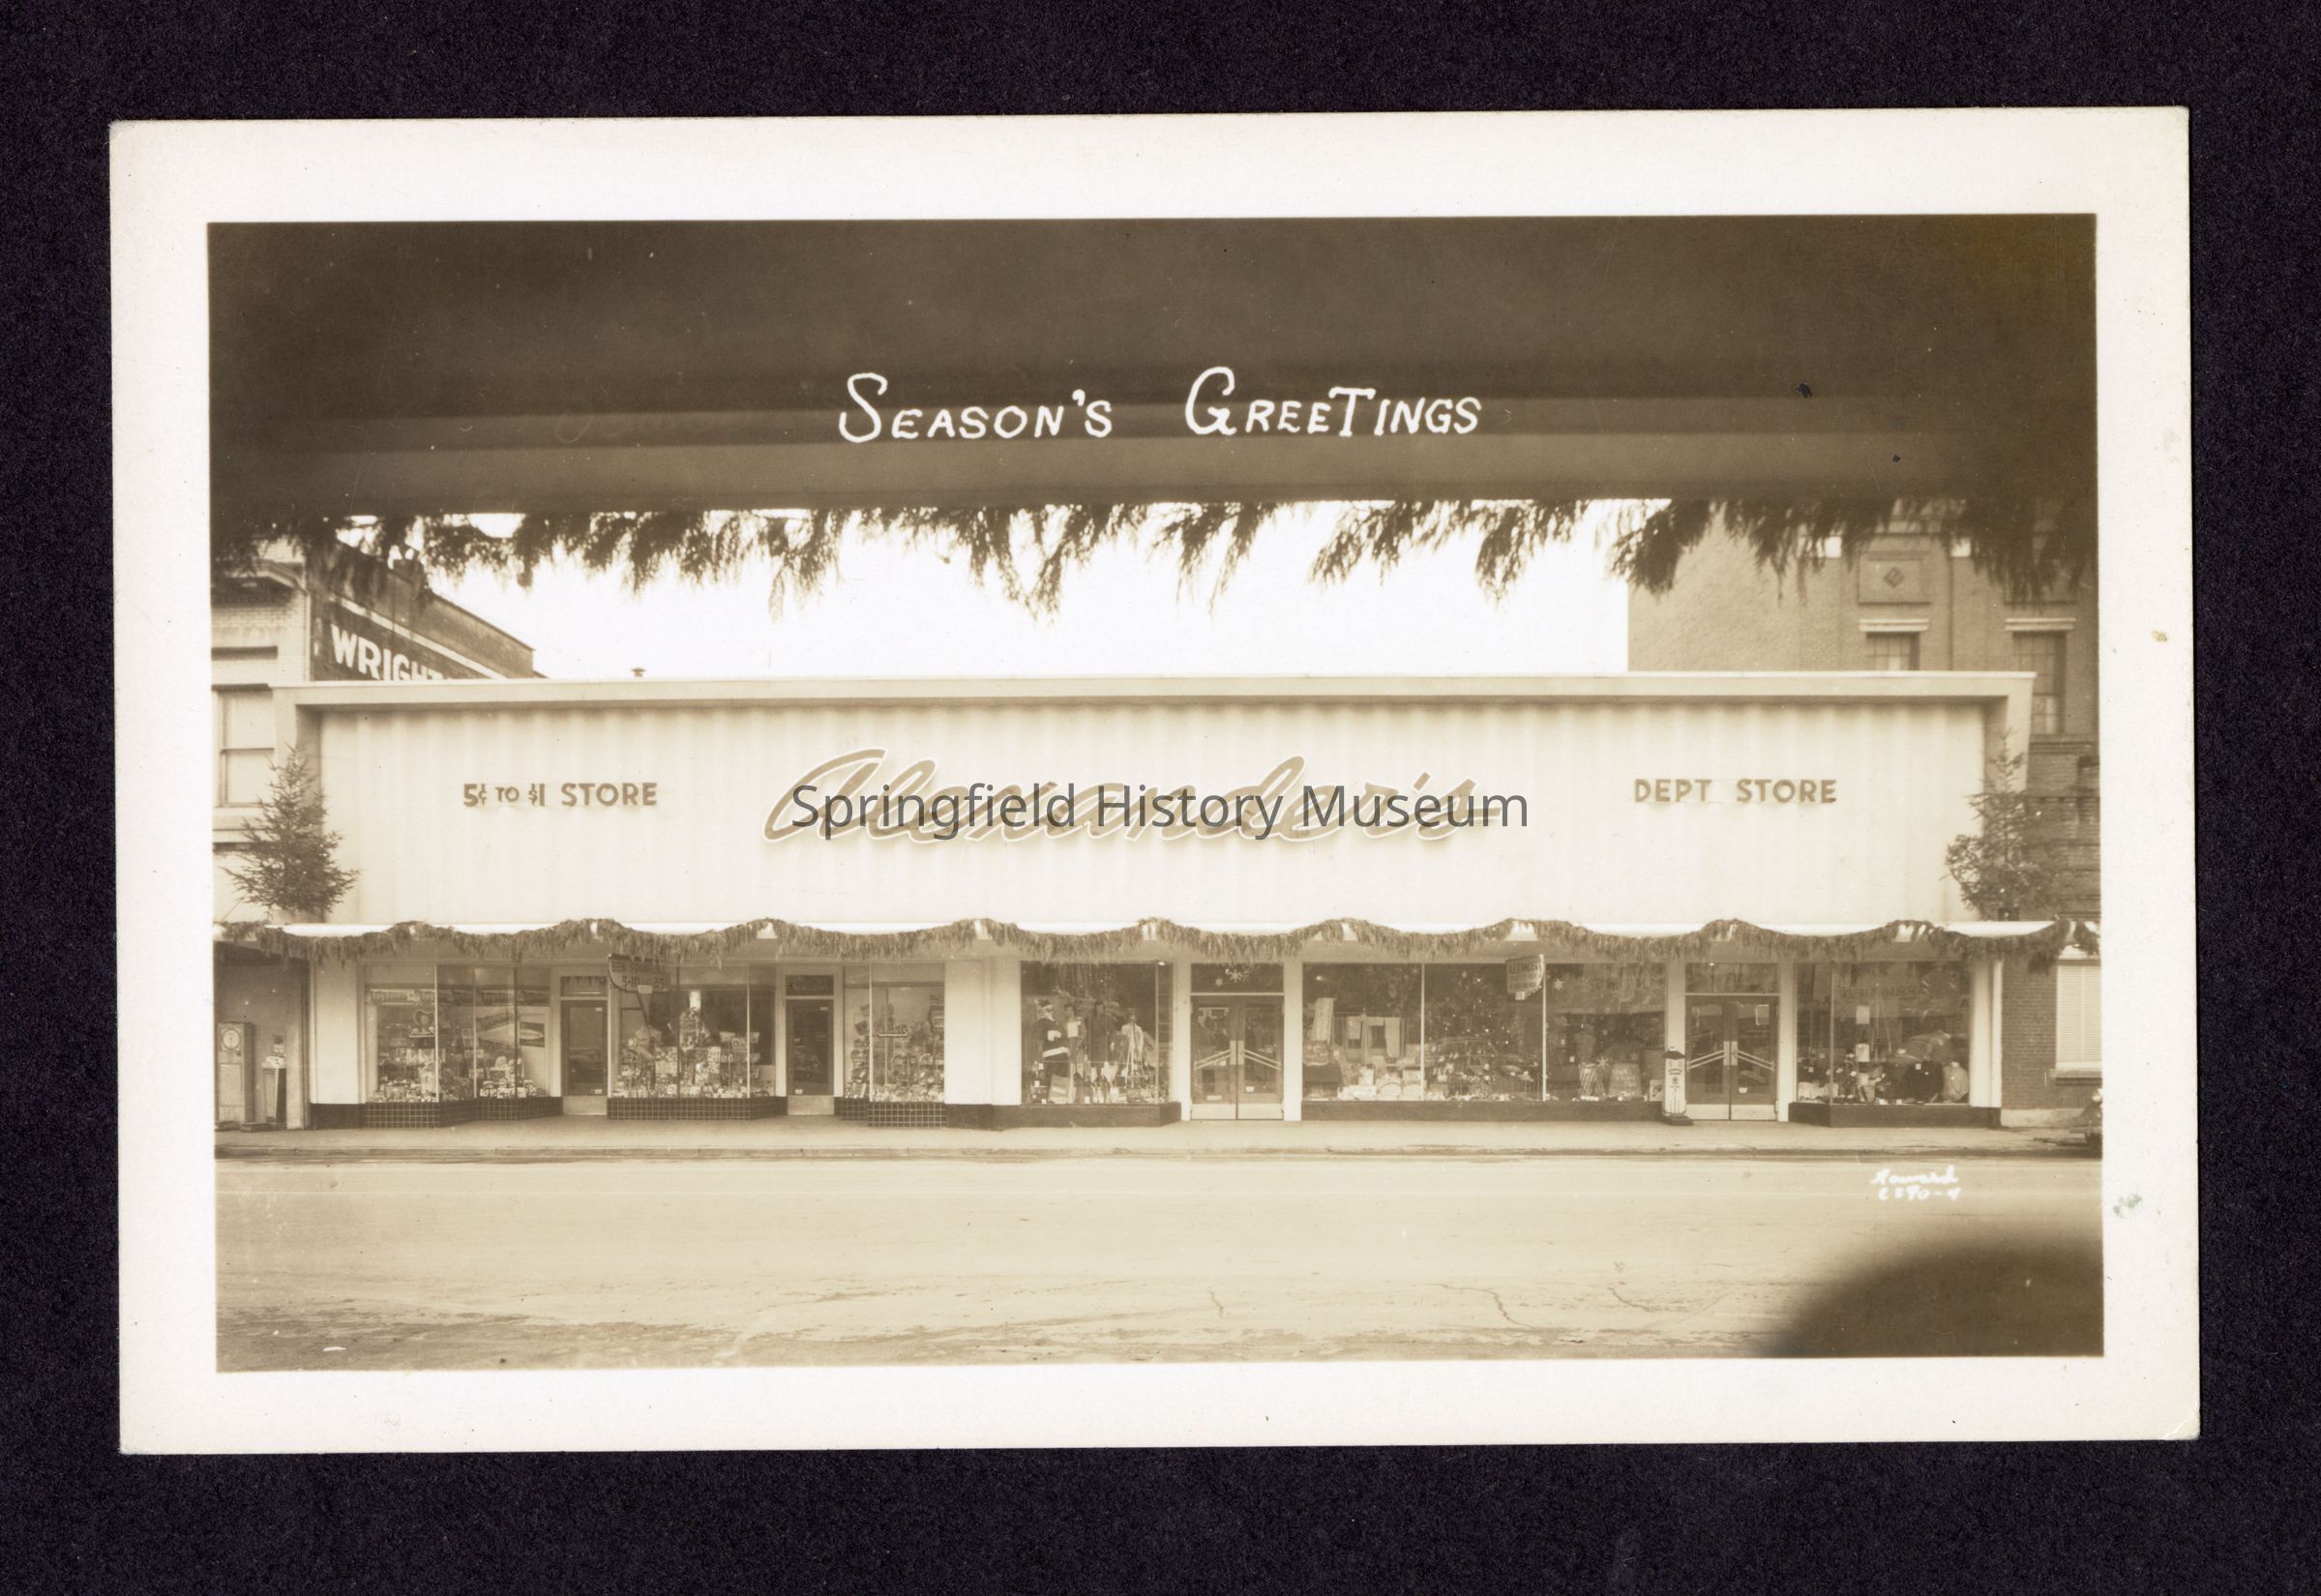 SEASON'S GREETINGS
WRIGHT
5¢ TO $1 STORE
Alexander's
DEPT STORE
Springfield History Museum